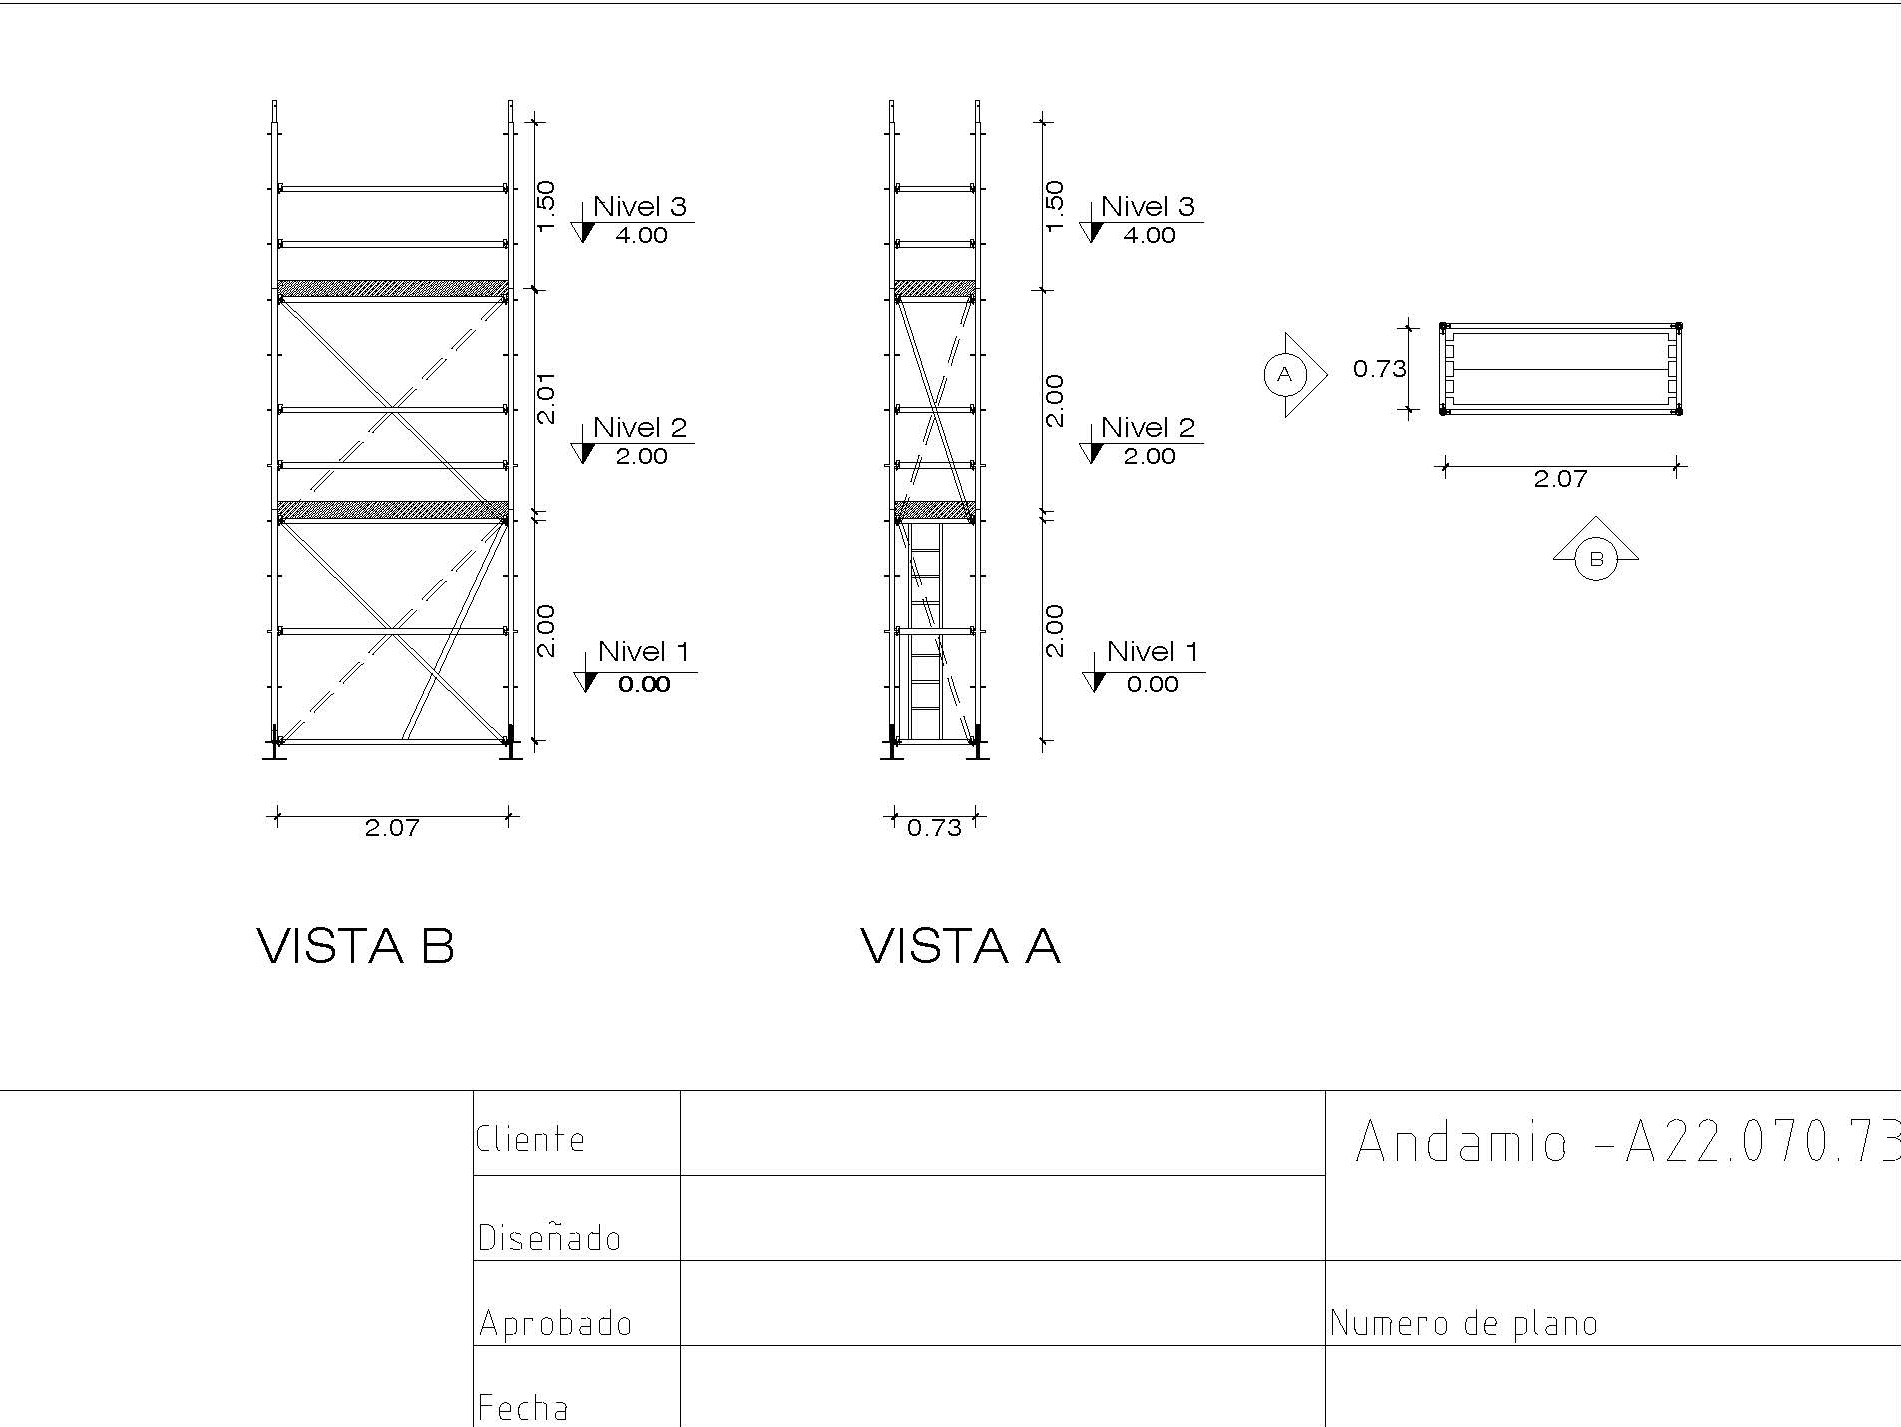 1.50
Nivel 3
4.00
2.01
Nivel 2
2.00
2.00
Nivel 1
0.00
2.07
VISTA B
1.50
Nivel 3
4.00
2.00
Nivel 2
2.00
2.00
Nivel 1
0.00
0.73
VISTA A
A
0.73
2.07
B
Cliente
Diseñado
Aprobado
Fecha
Andamio -A22.070.73
Numero de plano